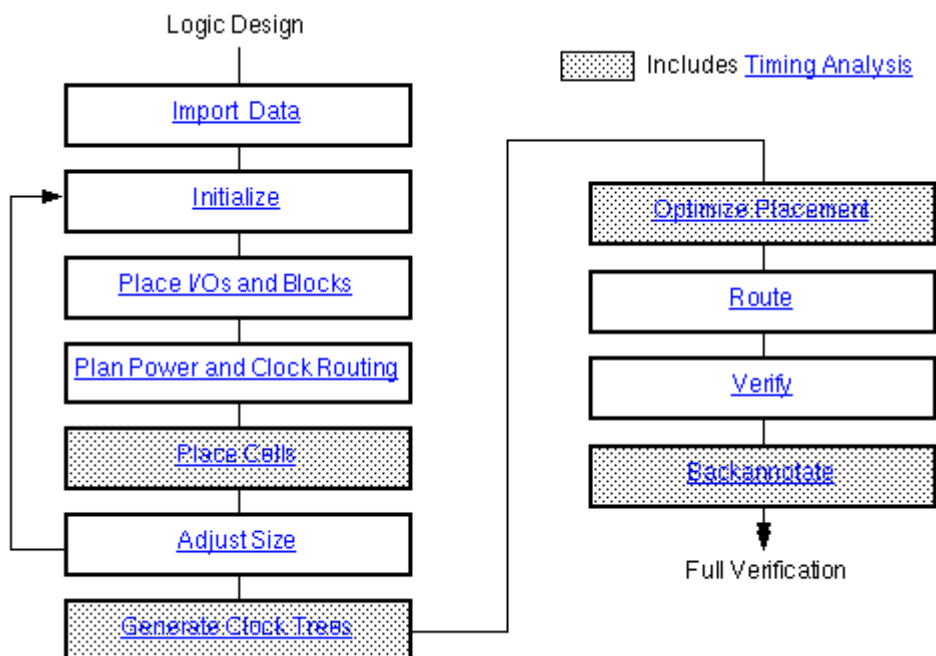 Logic Design
Includes Timing Analysis
Import Data
Initialize
Place I/Os and Blocks
Plan Power and Clock Routing
Place Cells
Adjust Size
Generate Clock Trees
Optimize Placement
Route
Verify
Backannotate
Full Verification